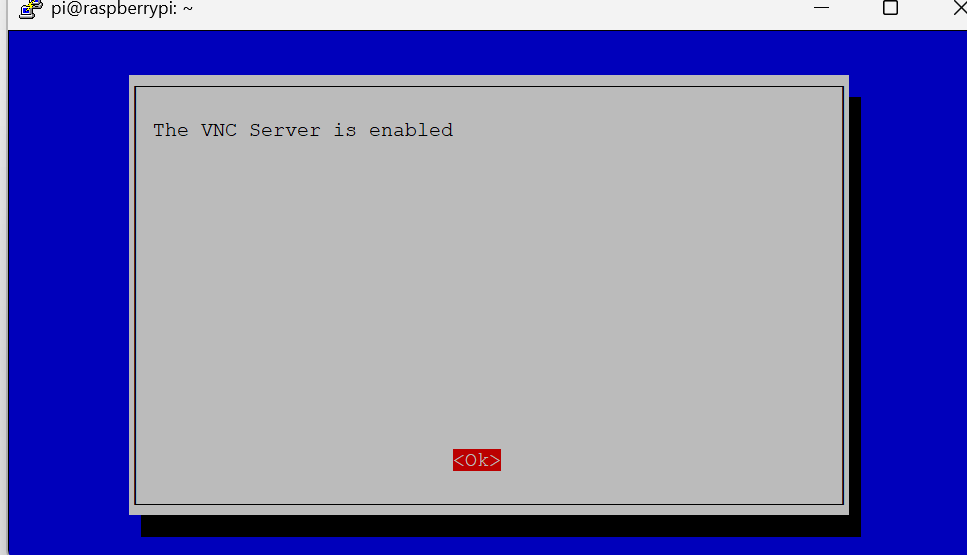 pi@raspberrypi: ~
The VNC Server is enabled
<Ok>